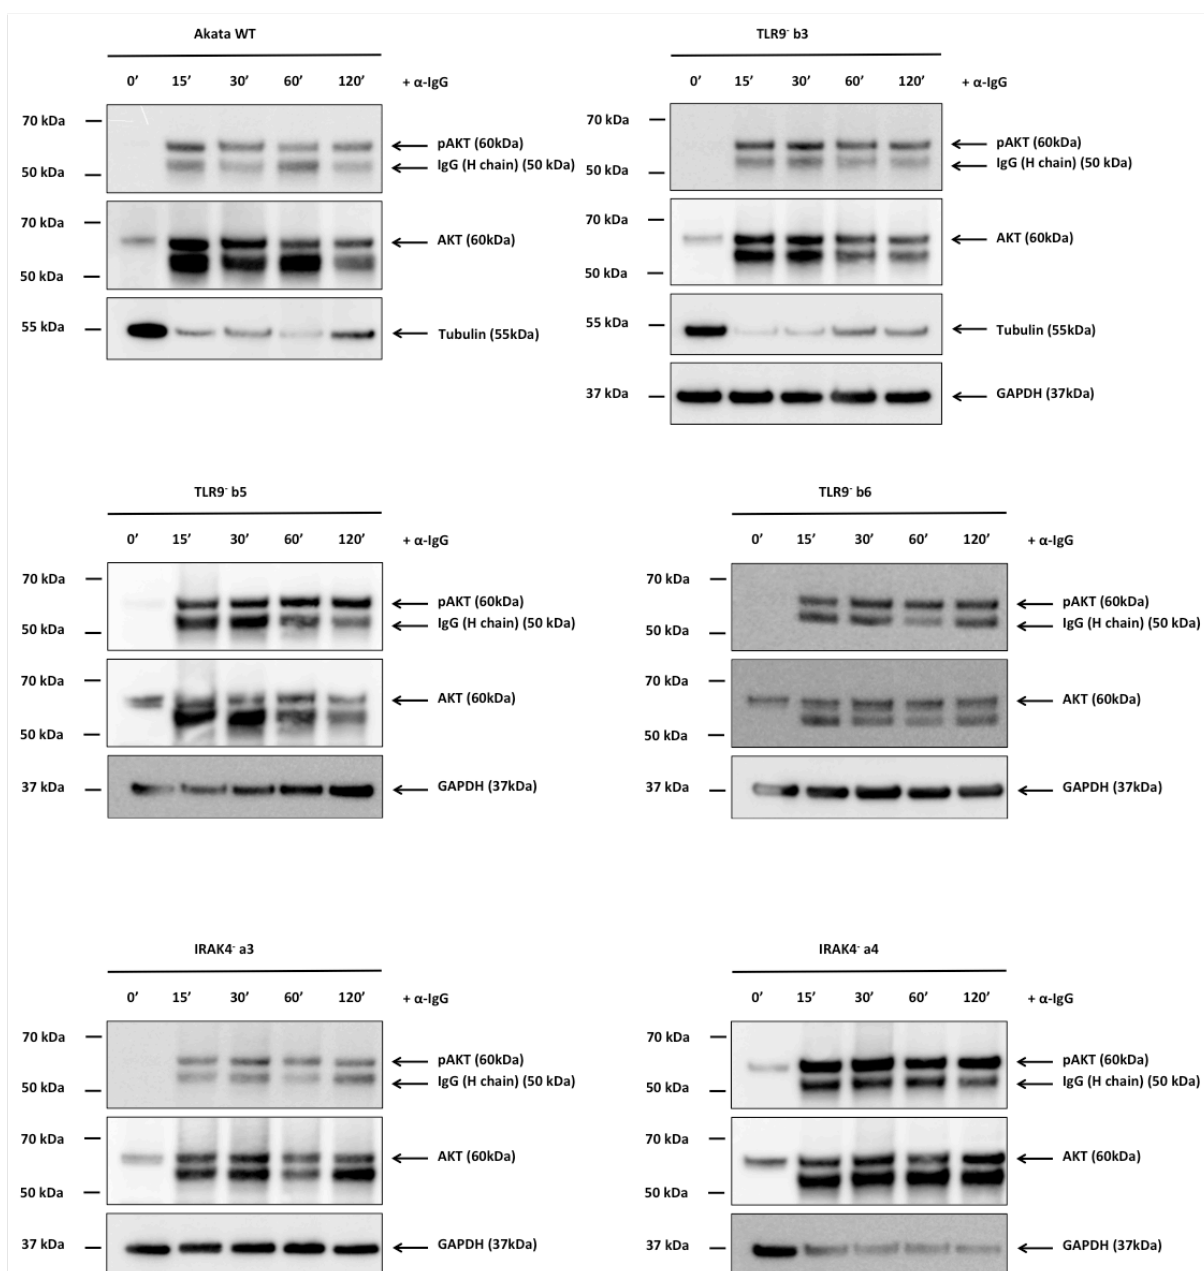 Akata WT
0’ 15’ 30’ 60’ 120’ + α-IgG
70 kDa
pAKT (60kDa)
50 kDa
IgG (H chain) (50 kDa)
70 kDa
AKT (60kDa)
50 kDa
55 kDa
Tubulin (55kDa)
TLR9⁻ b3
0’ 15’ 30’ 60’ 120’ + α-IgG
70 kDa
pAKT (60kDa)
50 kDa
IgG (H chain) (50 kDa)
70 kDa
AKT (60kDa)
50 kDa
55 kDa
Tubulin (55kDa)
37 kDa
GAPDH (37kDa)
TLR9⁻ b5
0’ 15’ 30’ 60’ 120’ + α-IgG
70 kDa
pAKT (60kDa)
50 kDa
IgG (H chain) (50 kDa)
70 kDa
AKT (60kDa)
50 kDa
37 kDa
GAPDH (37kDa)
TLR9⁻ b6
0’ 15’ 30’ 60’ 120’ + α-IgG
70 kDa
pAKT (60kDa)
50 kDa
IgG (H chain) (50 kDa)
70 kDa
AKT (60kDa)
50 kDa
37 kDa
GAPDH (37kDa)
IRAK4⁻ a3
0’ 15’ 30’ 60’ 120’ + α-IgG
70 kDa
pAKT (60kDa)
50 kDa
IgG (H chain) (50 kDa)
70 kDa
AKT (60kDa)
50 kDa
37 kDa
GAPDH (37kDa)
IRAK4⁻ a4
0’ 15’ 30’ 60’ 120’ + α-IgG
70 kDa
pAKT (60kDa)
50 kDa
IgG (H chain) (50 kDa)
70 kDa
AKT (60kDa)
50 kDa
37 kDa
GAPDH (37kDa)